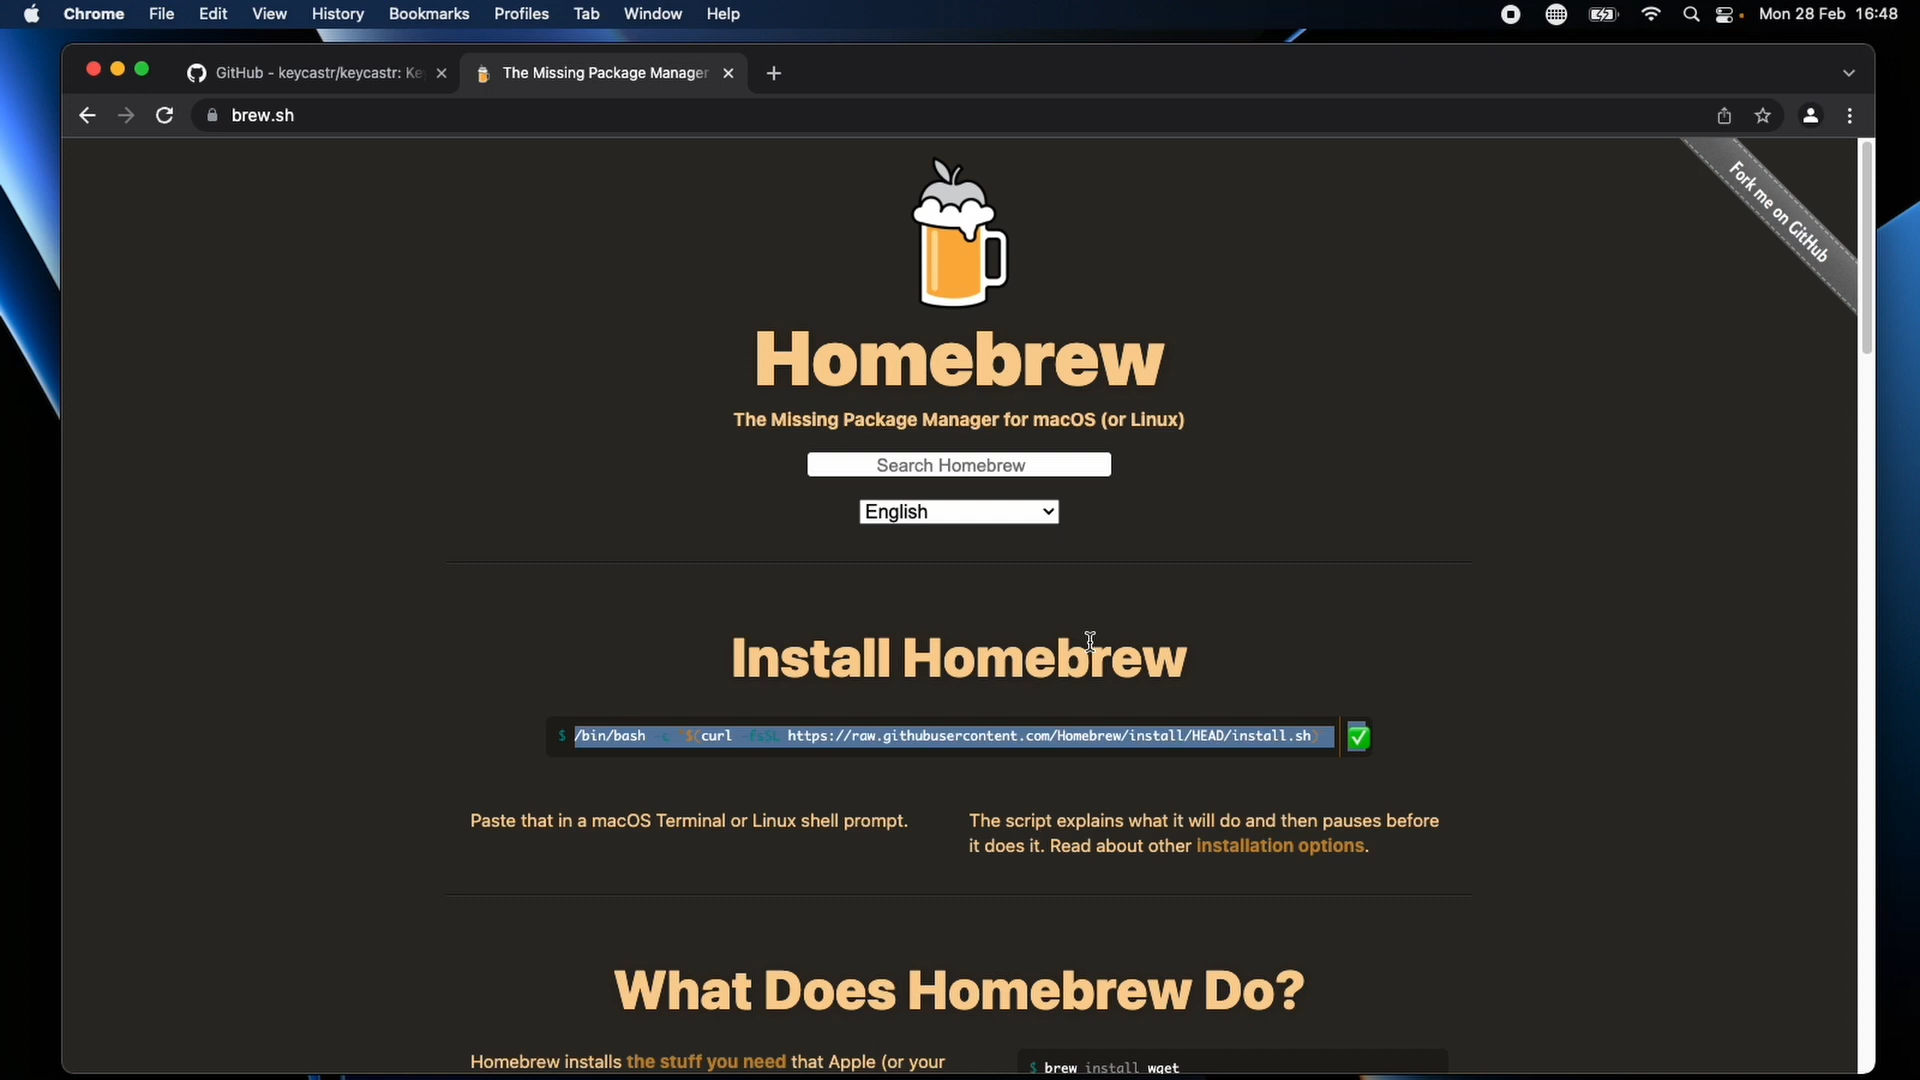 Chrome File Edit View History Bookmarks Profiles Tab Window Help Mon 28 Feb 16:48
GitHub - keycastr/keycastr: Ke
The Missing Package Manager
brew.sh
Fork me on GitHub
Homebrew
The Missing Package Manager for macOS (or Linux)
Search Homebrew
English
Install Homebrew
$ /bin/bash -c "$(curl -fsSL https://raw.githubusercontent.com/Homebrew/install/HEAD/install.sh)"
Paste that in a macOS Terminal or Linux shell prompt.
The script explains what it will do and then pauses before
it does it. Read about other installation options.
What Does Homebrew Do?
Homebrew installs the stuff you need that Apple (or your
$ brew install wget